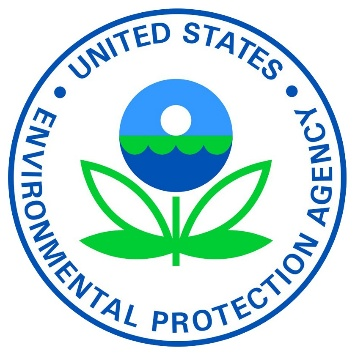 UNITED STATES
ENVIRONMENTAL PROTECTION AGENCY